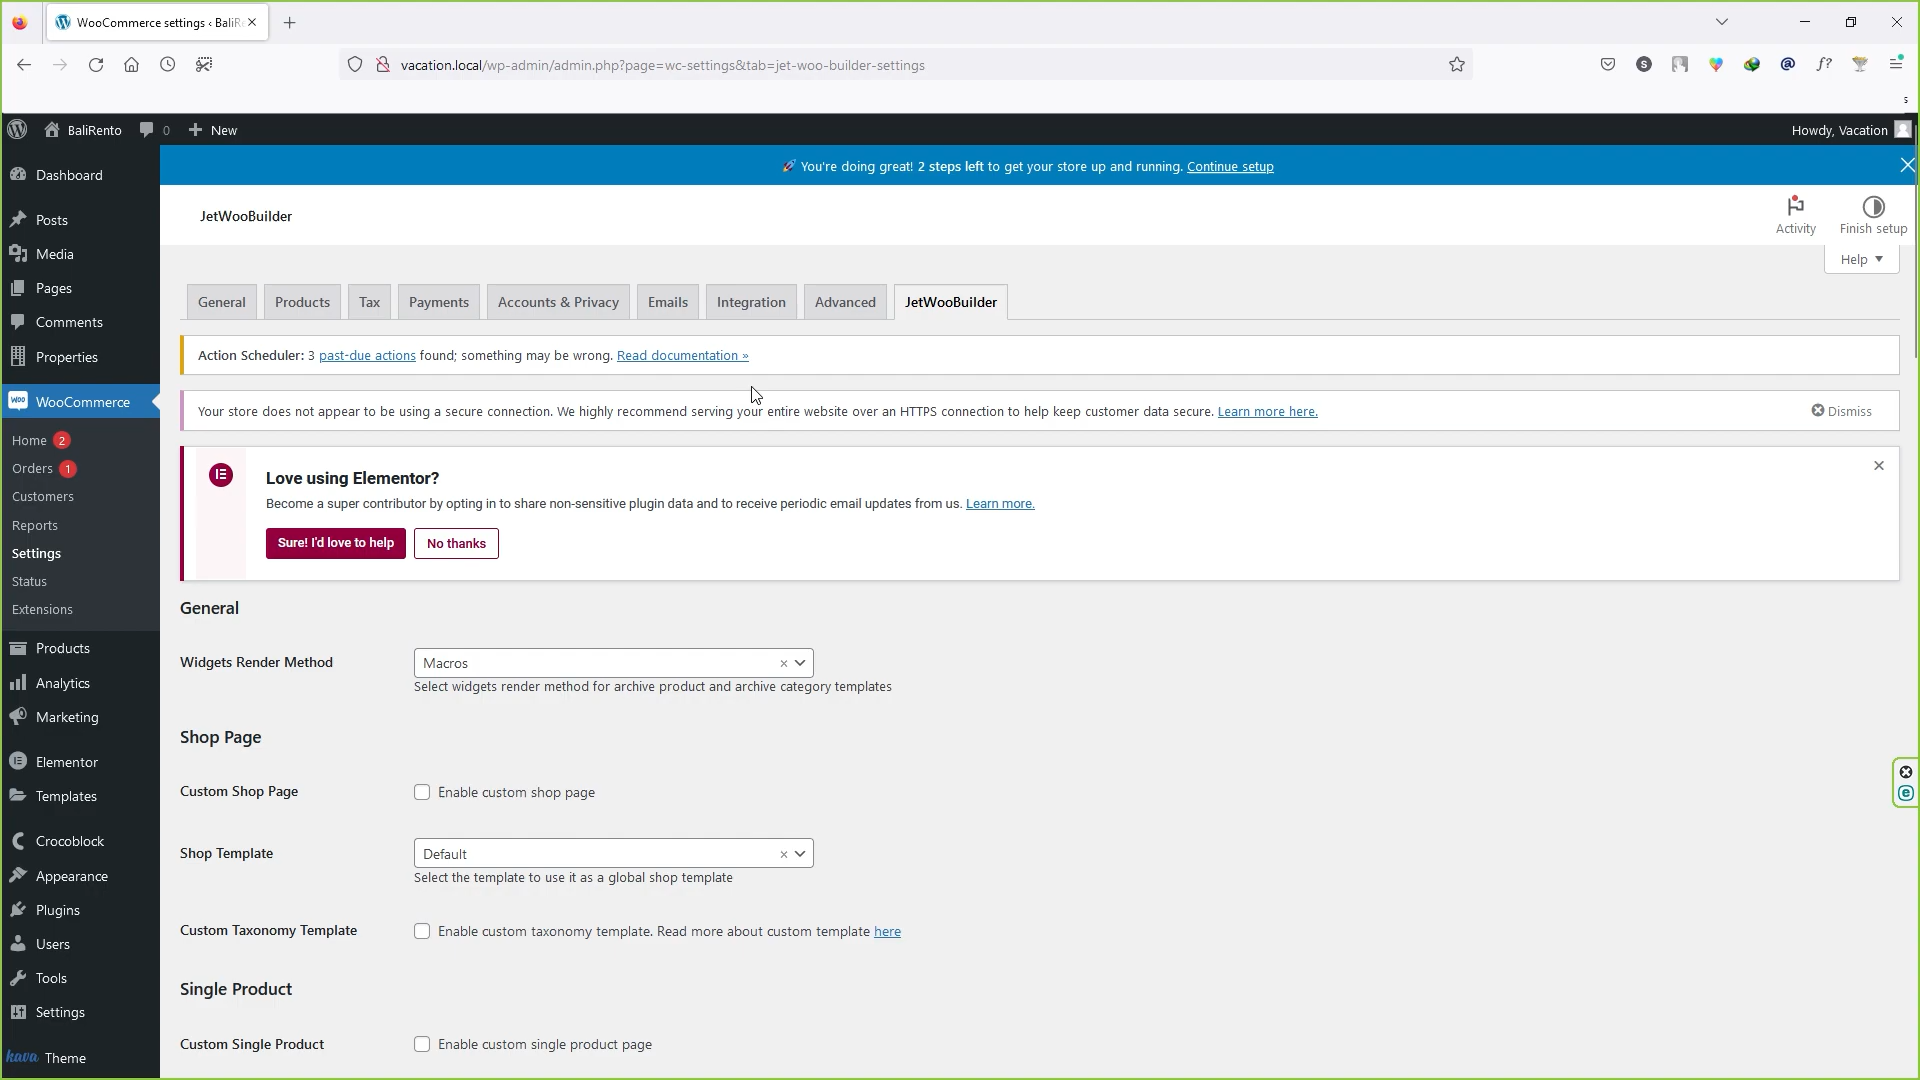 WooCommerce settings ‹ BaliR
vacation.local/wp-admin/admin.php?page=wc-settings&tab=jet-woo-builder-settings
S
f?
s
BaliRento
0
New
Howdy, Vacation
🚀 You're doing great! 2 steps left to get your store up and running. Continue setup
Dashboard
Posts
Media
Pages
Comments
Properties
WooCommerce
Home 2
Orders 1
Customers
Reports
Settings
Status
Extensions
Products
Analytics
Marketing
Elementor
Templates
Crocoblock
Appearance
Plugins
Users
Tools
Settings
kava Theme
JetWooBuilder
Activity
Finish setup
Help
General
Products
Tax
Payments
Accounts & Privacy
Emails
Integration
Advanced
JetWooBuilder
Action Scheduler: 3 past-due actions found; something may be wrong. Read documentation »
Your store does not appear to be using a secure connection. We highly recommend serving your entire website over an HTTPS connection to help keep customer data secure. Learn more here.
Dismiss
Love using Elementor?
Become a super contributor by opting in to share non-sensitive plugin data and to receive periodic email updates from us. Learn more.
Sure! I'd love to help
No thanks
General
Widgets Render Method
Macros
Select widgets render method for archive product and archive category templates
Shop Page
Custom Shop Page
Enable custom shop page
Shop Template
Default
Select the template to use it as a global shop template
Custom Taxonomy Template
Enable custom taxonomy template. Read more about custom template here
Single Product
Custom Single Product
Enable custom single product page